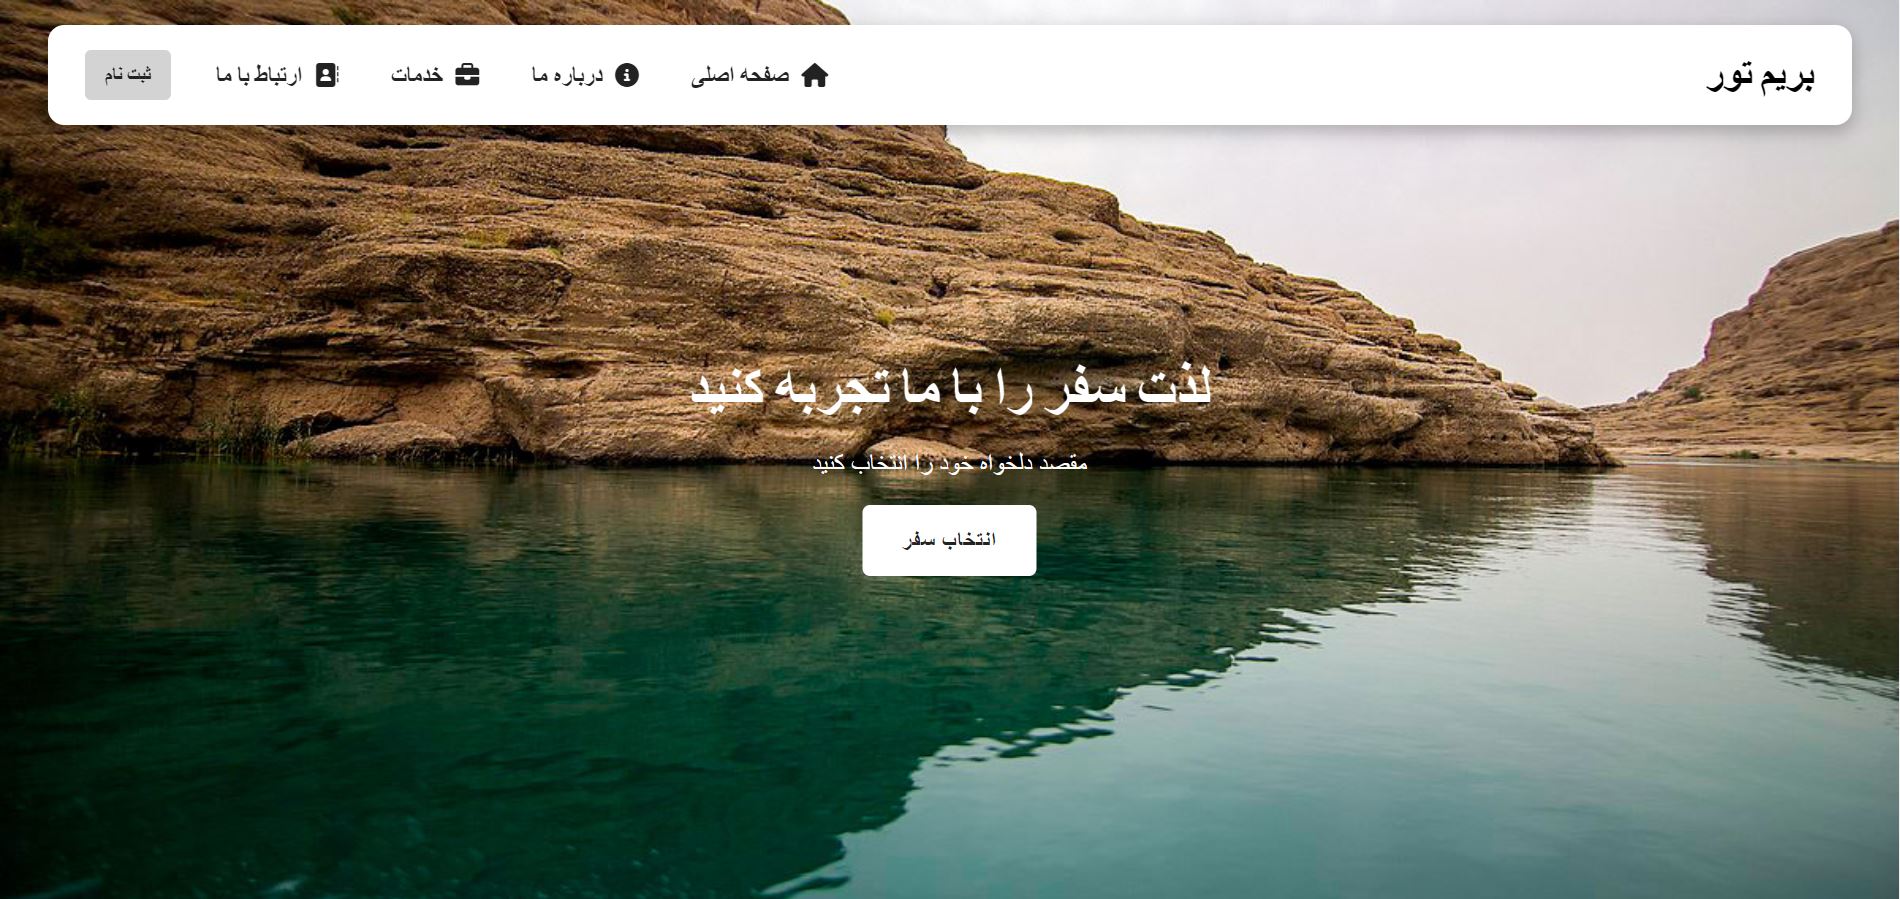 بریم تور
صفحه اصلی
درباره ما
خدمات
ارتباط با ما
ثبت نام
لذت سفر را با ما تجربه کنید
مقصد دلخواه خود را انتخاب کنید
انتخاب سفر